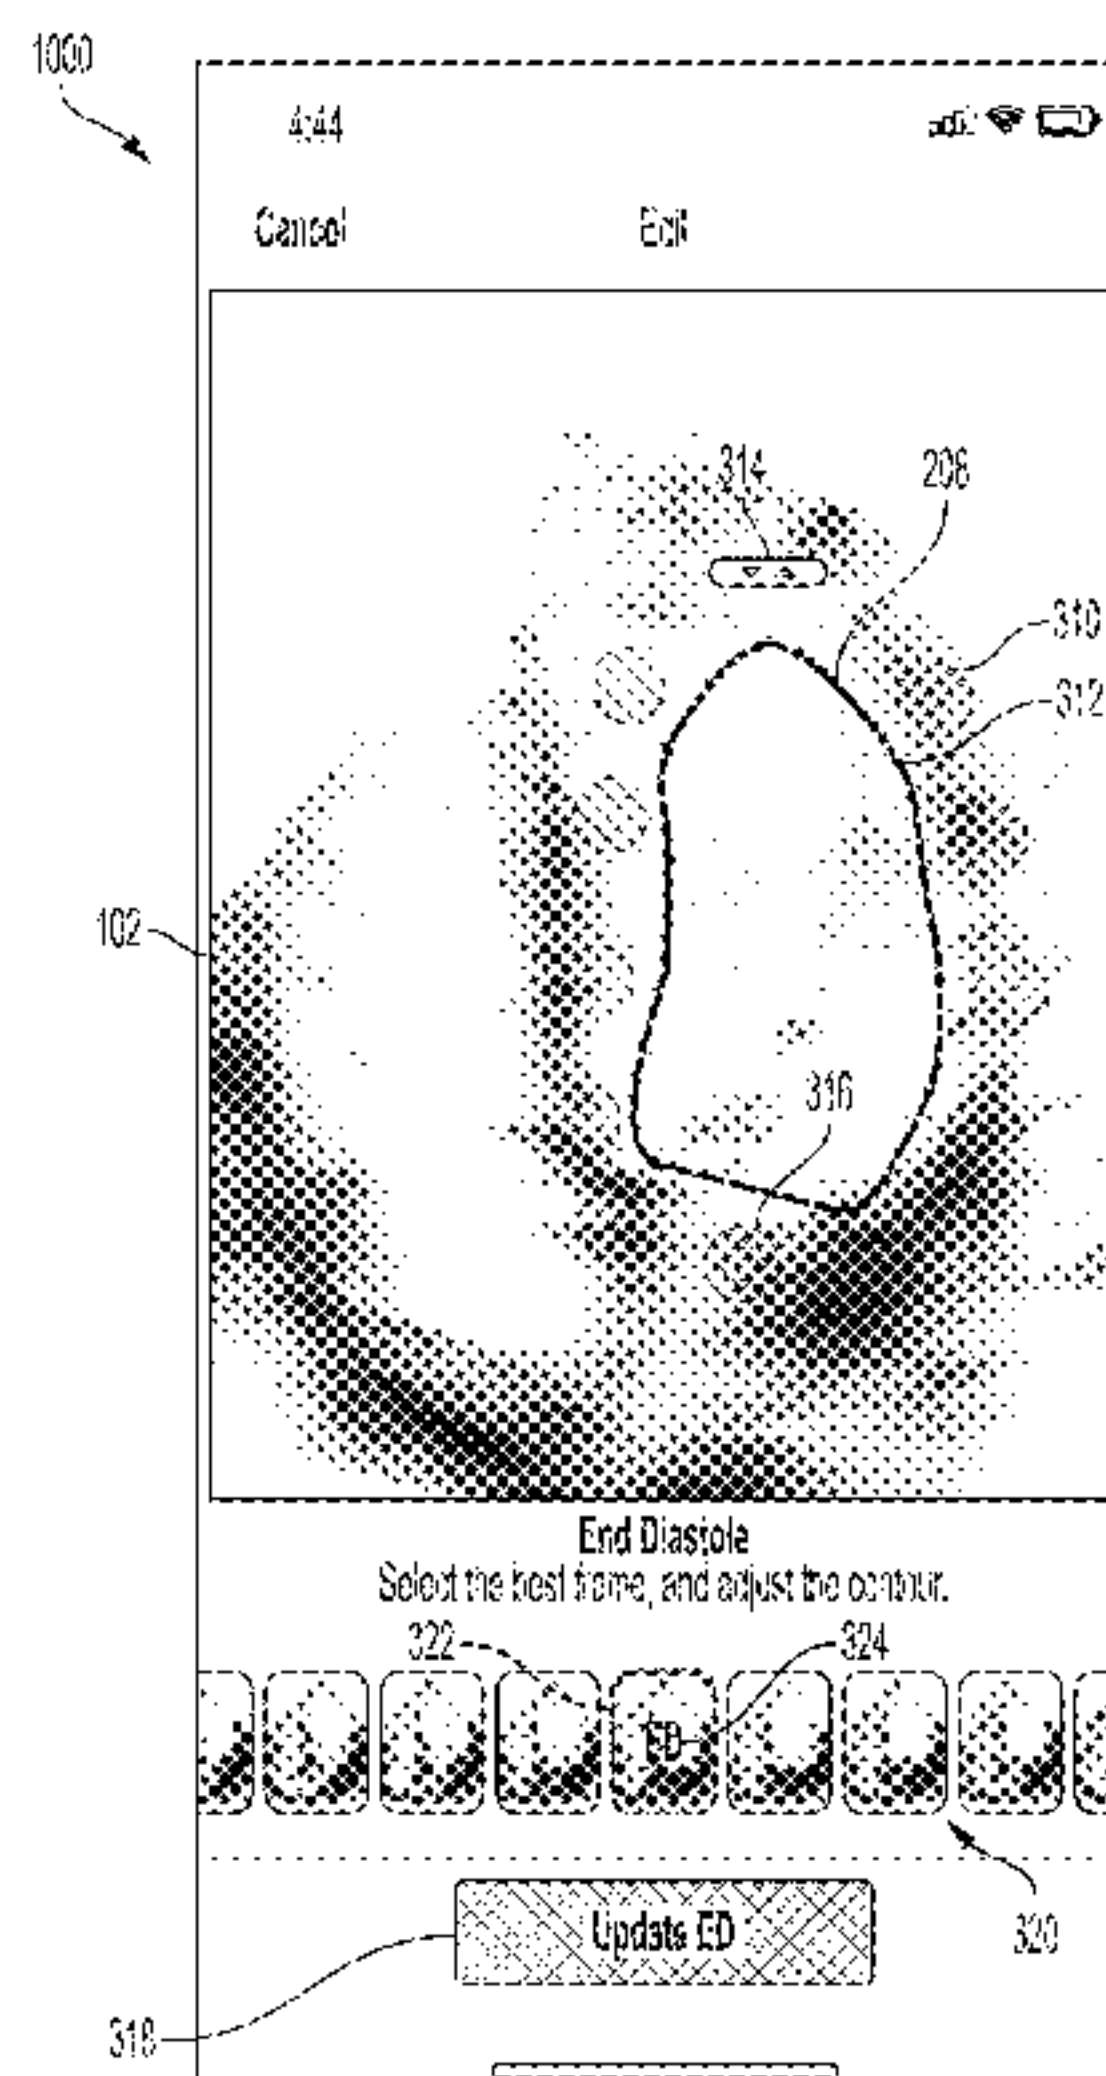 1000
4:44
Cancel
Edit
314
208
310
312
102
316
End Diastole
Select the best frame, and adjust the contour.
322
324
ED
320
Update ED
318